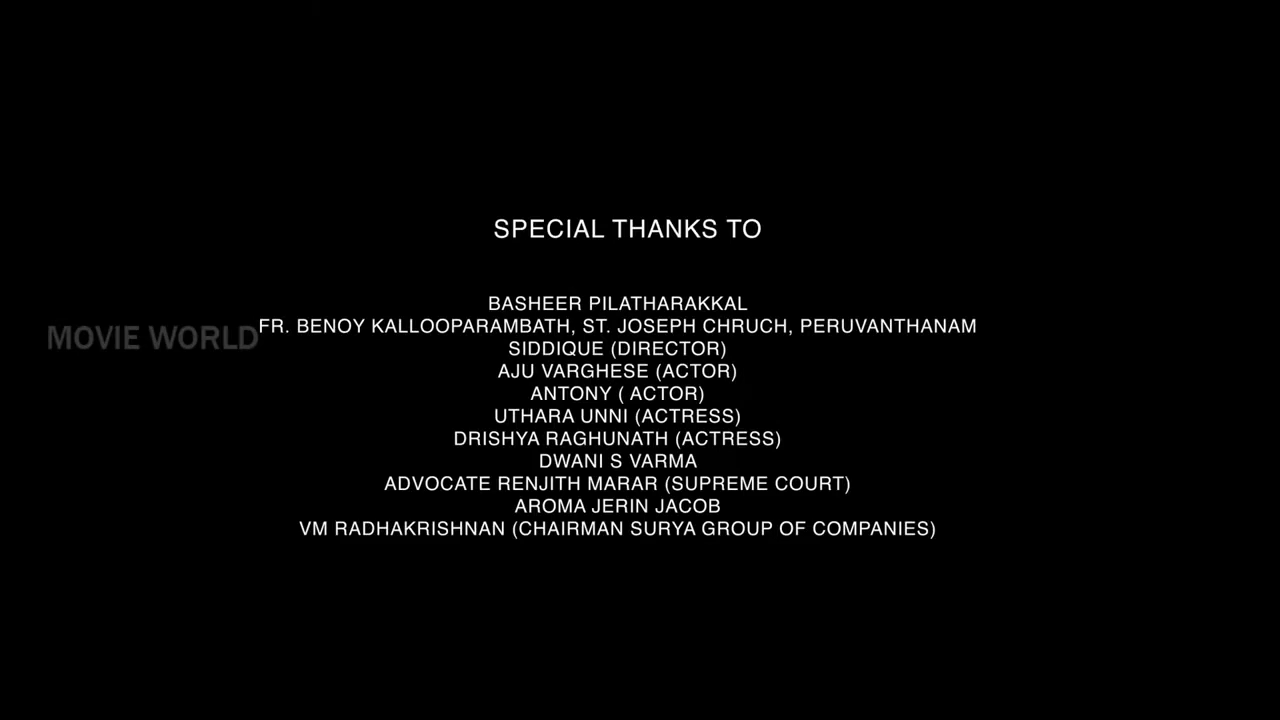 SPECIAL THANKS TO
BASHEER PILATHARAKKAL
MOVIE WORLD
FR. BENOY KALLOOPARAMBATH, ST. JOSEPH CHRUCH, PERUVANTHANAM
SIDDIQUE (DIRECTOR)
AJU VARGHESE (ACTOR)
ANTONY ( ACTOR)
UTHARA UNNI (ACTRESS)
DRISHYA RAGHUNATH (ACTRESS)
DWANI S VARMA
ADVOCATE RENJITH MARAR (SUPREME COURT)
AROMA JERIN JACOB
VM RADHAKRISHNAN (CHAIRMAN SURYA GROUP OF COMPANIES)